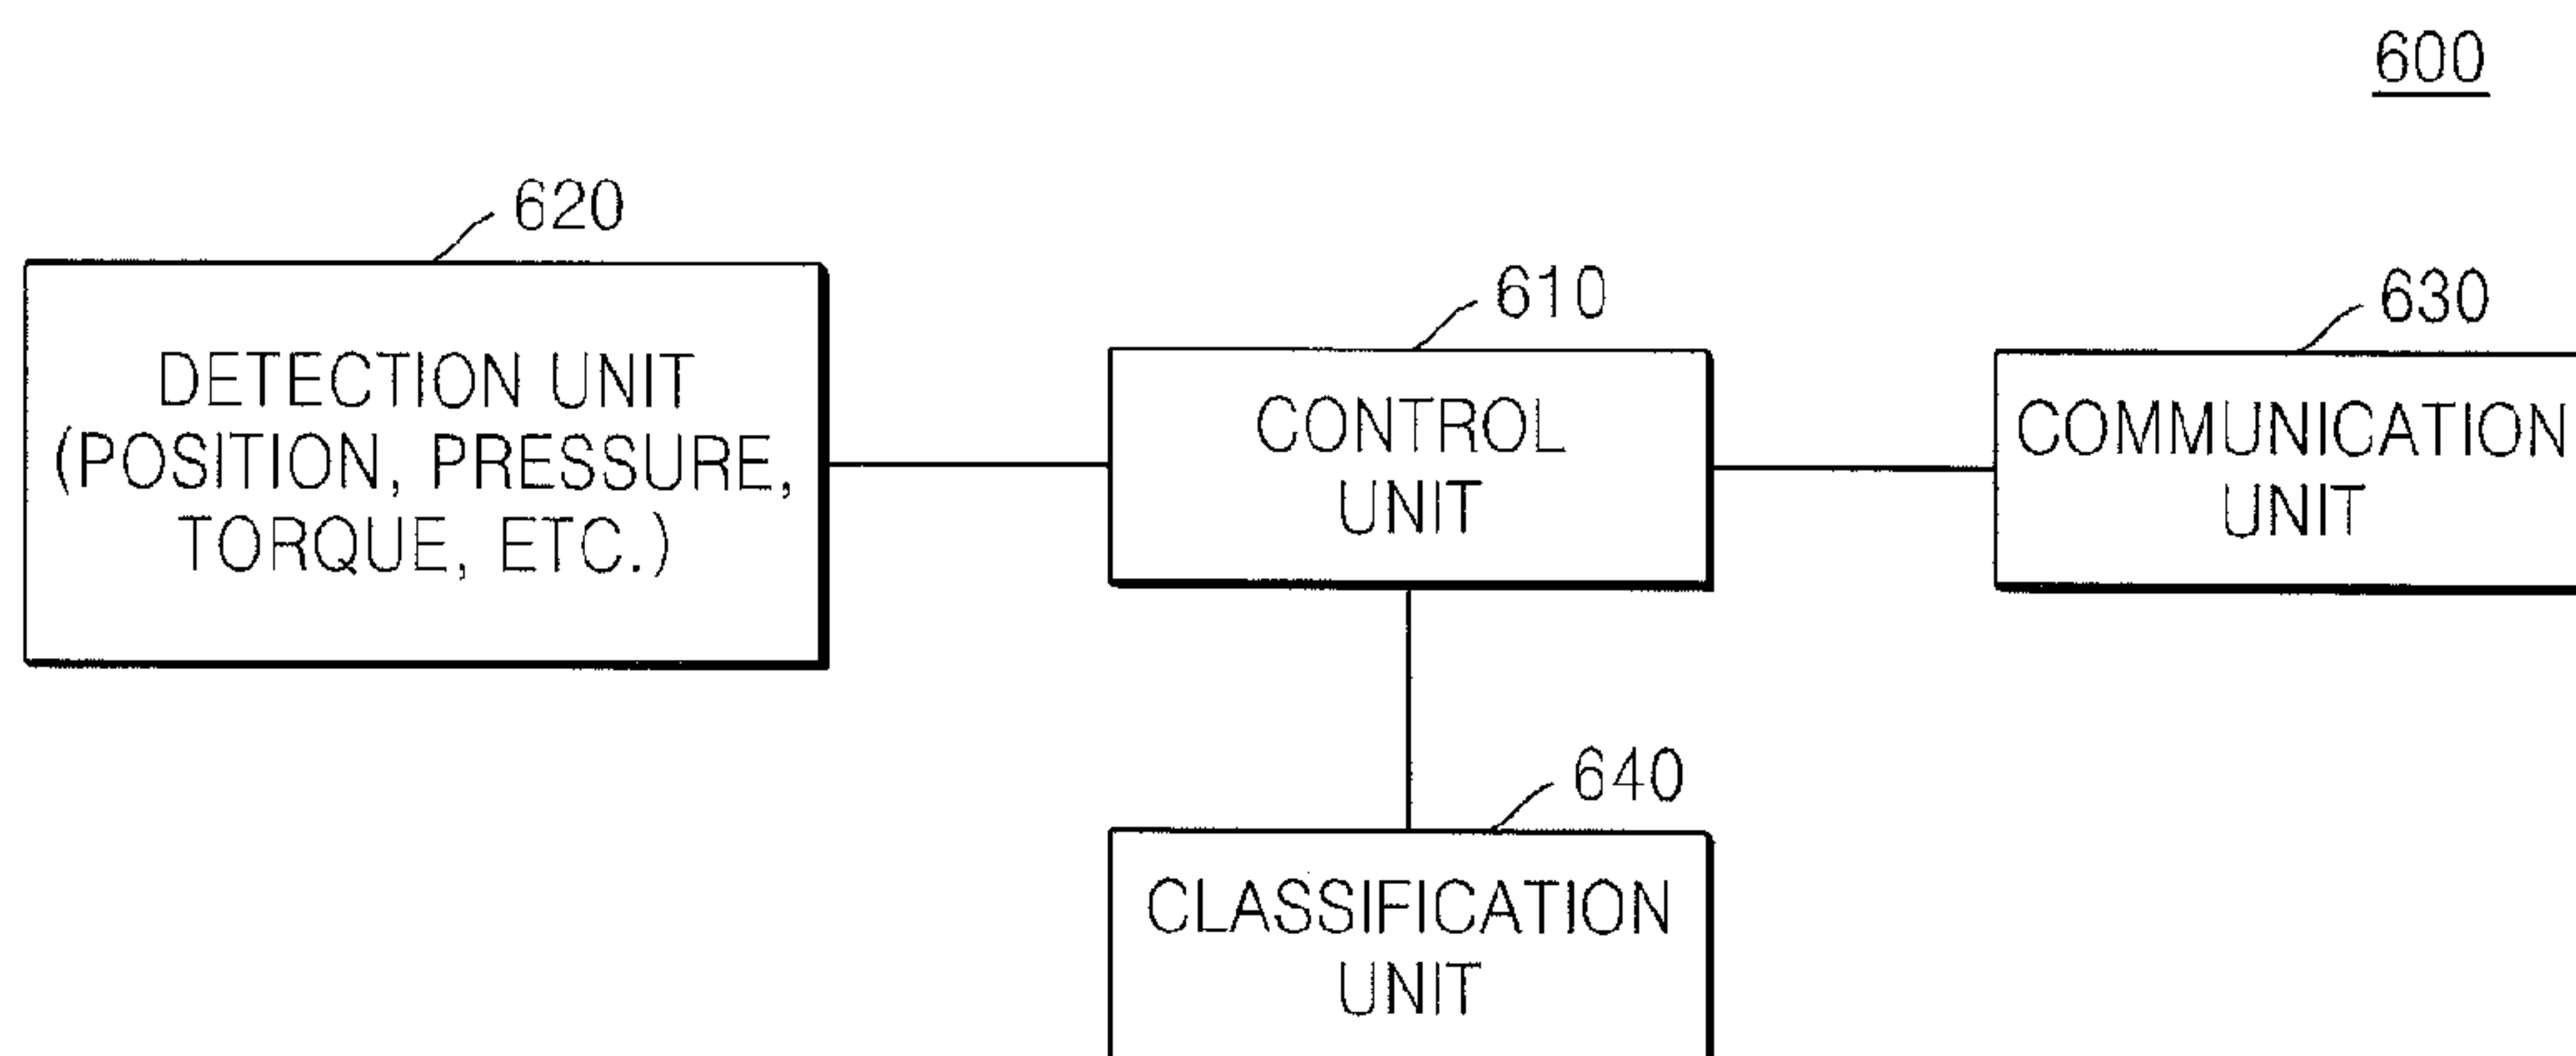 600
620
DETECTION UNIT
(POSITION, PRESSURE,
TORQUE, ETC.)
610
CONTROL
UNIT
630
COMMUNICATION
UNIT
640
CLASSIFICATION
UNIT